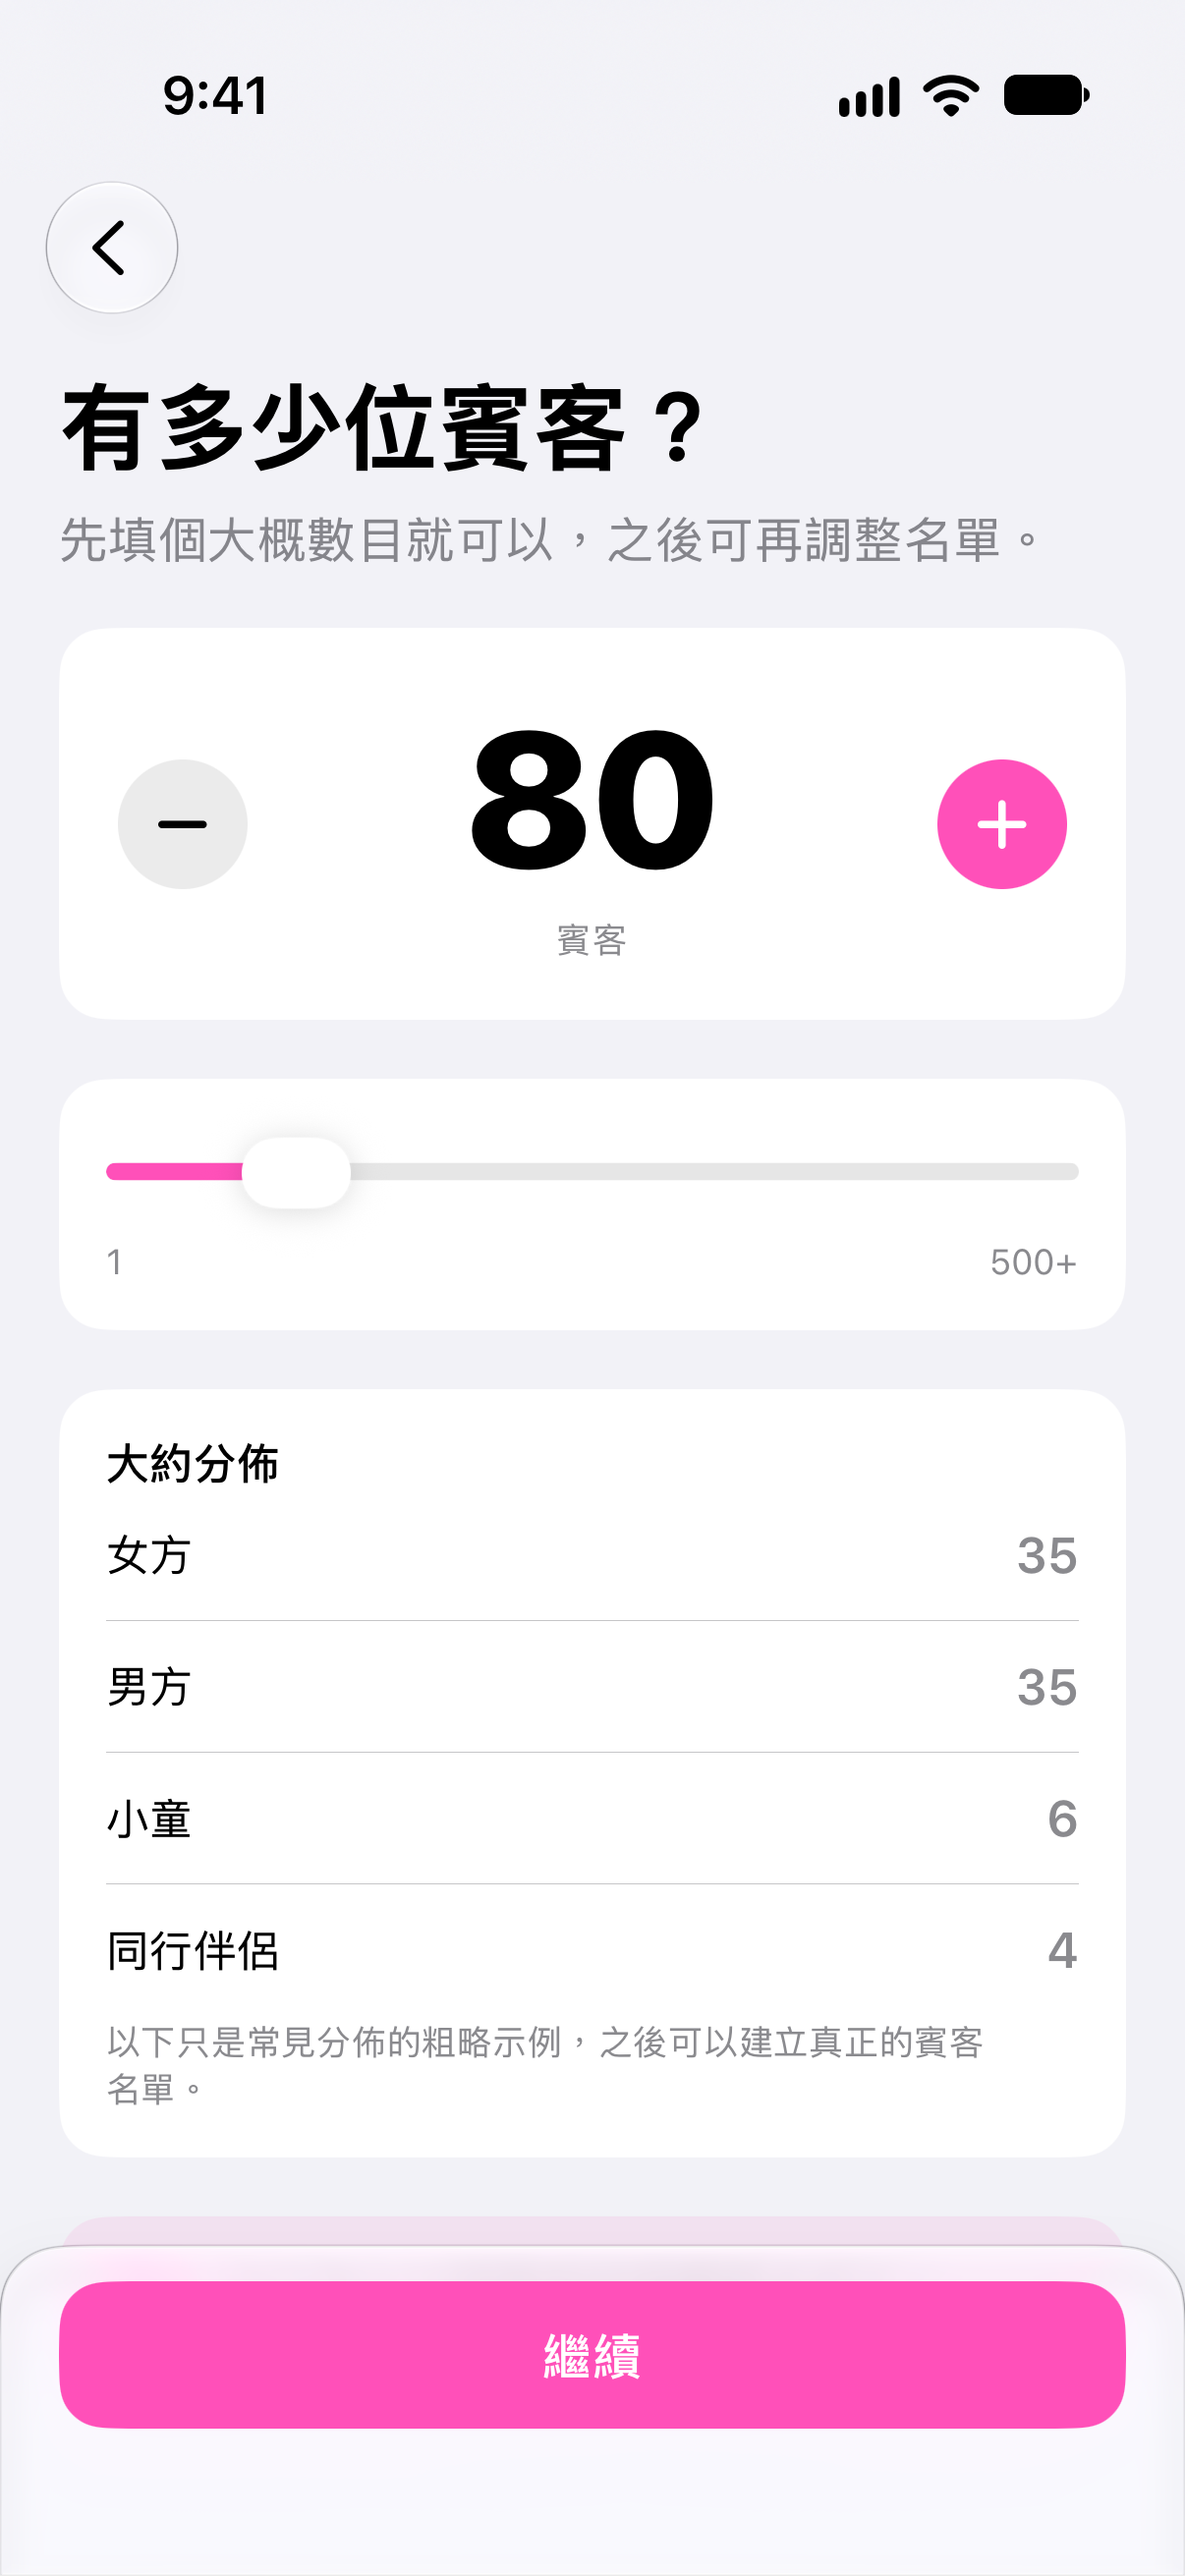 9:41
有多少位賓客？
先填個大概數目就可以，之後可再調整名單。
80
賓客
1
500+
大約分佈
女方
35
男方
35
小童
6
同行伴侶
4
以下只是常見分佈的粗略示例，之後可以建立真正的賓客
名單。
繼續